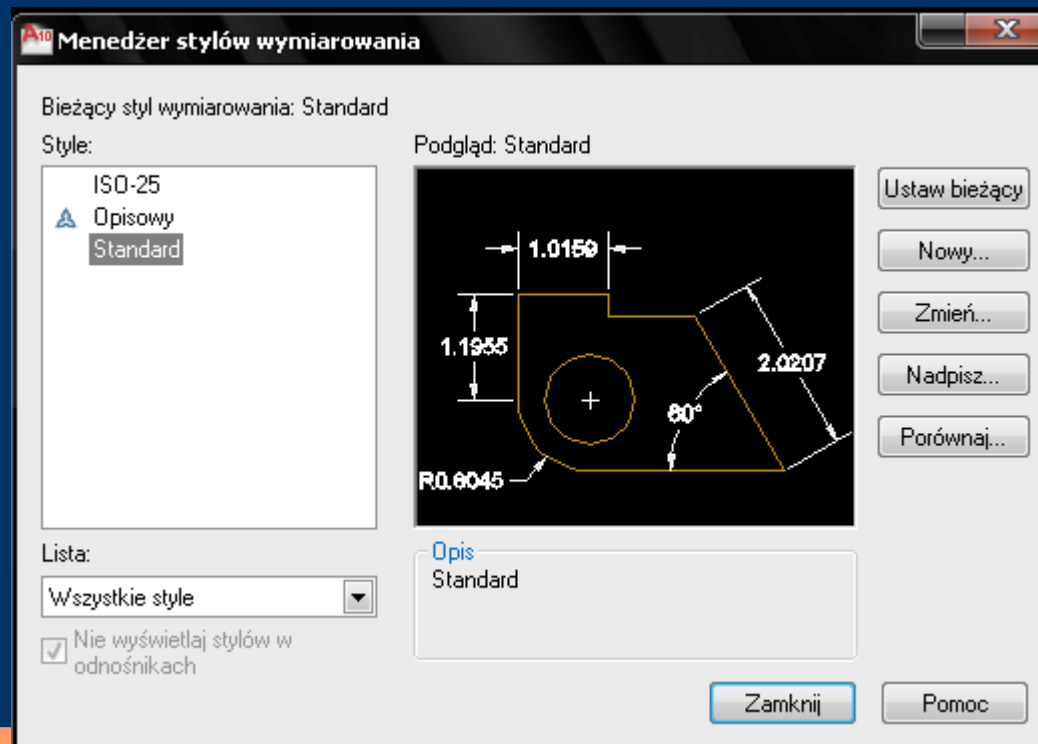 A10 Menedżer stylów wymiarowania
Bieżący styl wymiarowania: Standard
Style:
ISO-25
Opisowy
Standard
Podgląd: Standard
1.0159
1.1955
2.0207
60°
R0.8045
Ustaw bieżący
Nowy...
Zmień...
Nadpisz...
Porównaj...
Lista:
Wszystkie style
Nie wyświetlaj stylów w
odnośnikach
Opis
Standard
Zamknij
Pomoc